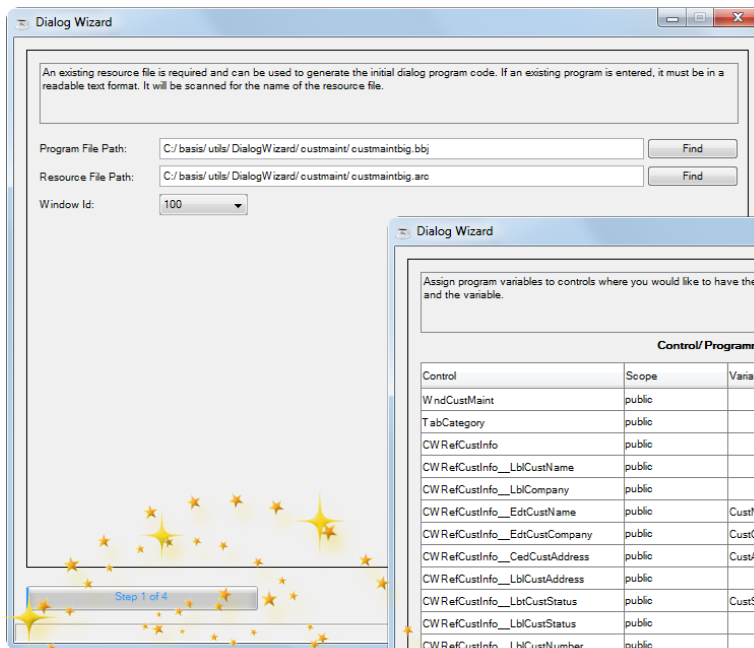 Dialog Wizard
An existing resource file is required and can be used to generate the initial dialog program code. If an existing program is entered, it must be in a
readable text format. It will be scanned for the name of the resource file.
Program File Path: C:/basis/utils/DialogWizard/custmaint/custmaintbig.bbj Find
Resource File Path: C:/basis/utils/DialogWizard/custmaint/custmaintbig.arc Find
Window Id: 100
Step 1 of 4
Dialog Wizard
Assign program variables to controls where you would like to have the
and the variable.
Control/Programm
Control Scope Varia
WndCustMaint public
TabCategory public
CWRefCustInfo public
CWRefCustInfo__LblCustName public
CWRefCustInfo__LblCompany public
CWRefCustInfo__EdtCustName public CustN
CWRefCustInfo__EdtCustCompany public CustC
CWRefCustInfo__CedCustAddress public CustA
CWRefCustInfo__LblCustAddress public
CWRefCustInfo__LbtCustStatus public CustS
CWRefCustInfo__LblCustStatus public
CWRefCustInfo__LblCustNumber public